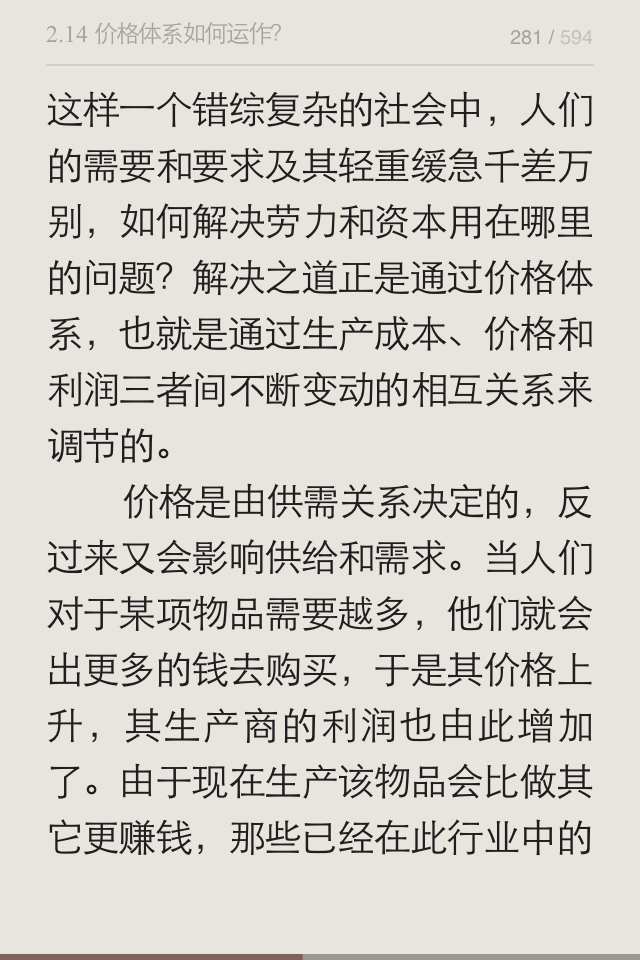 2.14 价格体系如何运作?
281 / 594
这样一个错综复杂的社会中，人们
的需要和要求及其轻重缓急千差万
别，如何解决劳力和资本用在哪里
的问题？解决之道正是通过价格体
系，也就是通过生产成本、价格和
利润三者间不断变动的相互关系来
调节的。
价格是由供需关系决定的，反
过来又会影响供给和需求。当人们
对于某项物品需要越多，他们就会
出更多的钱去购买，于是其价格上
升，其生产商的利润也由此增加
了。由于现在生产该物品会比做其
它更赚钱，那些已经在此行业中的